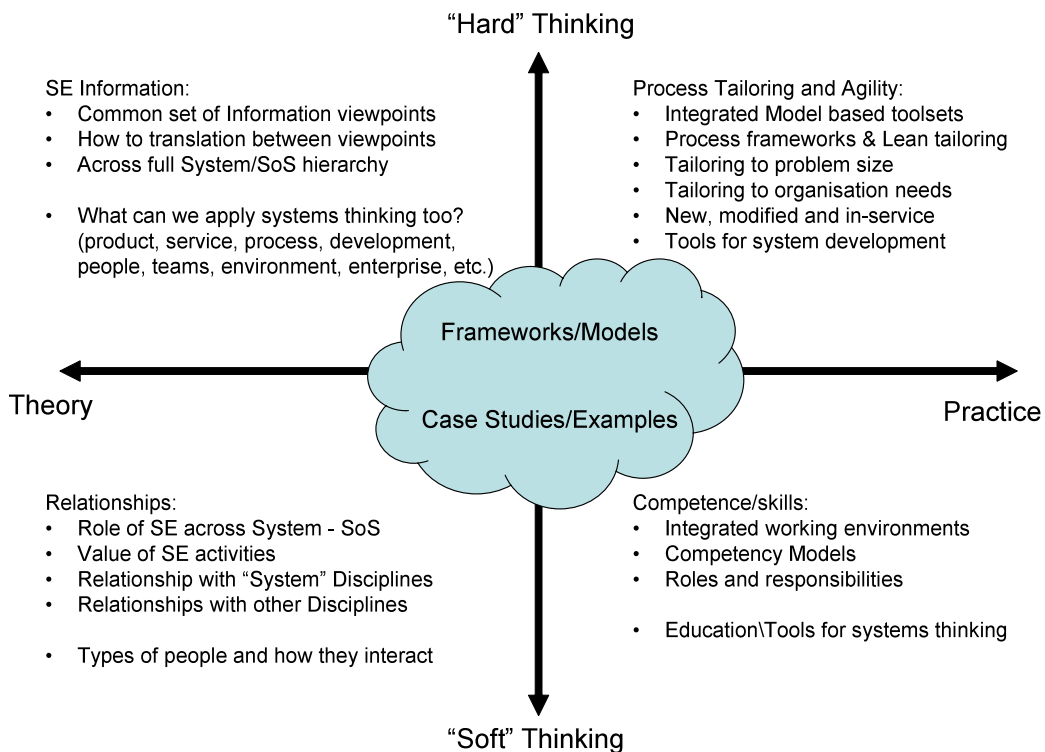 “Hard” Thinking
SE Information:
• Common set of Information viewpoints
• How to translation between viewpoints
• Across full System/SoS hierarchy
• What can we apply systems thinking too?
(product, service, process, development,
people, teams, environment, enterprise, etc.)
Process Tailoring and Agility:
• Integrated Model based toolsets
• Process frameworks & Lean tailoring
• Tailoring to problem size
• Tailoring to organisation needs
• New, modified and in-service
• Tools for system development
Frameworks/Models
Case Studies/Examples
Theory
Practice
Relationships:
• Role of SE across System - SoS
• Value of SE activities
• Relationship with “System” Disciplines
• Relationships with other Disciplines
• Types of people and how they interact
Competence/skills:
• Integrated working environments
• Competency Models
• Roles and responsibilities
• Education\Tools for systems thinking
“Soft” Thinking